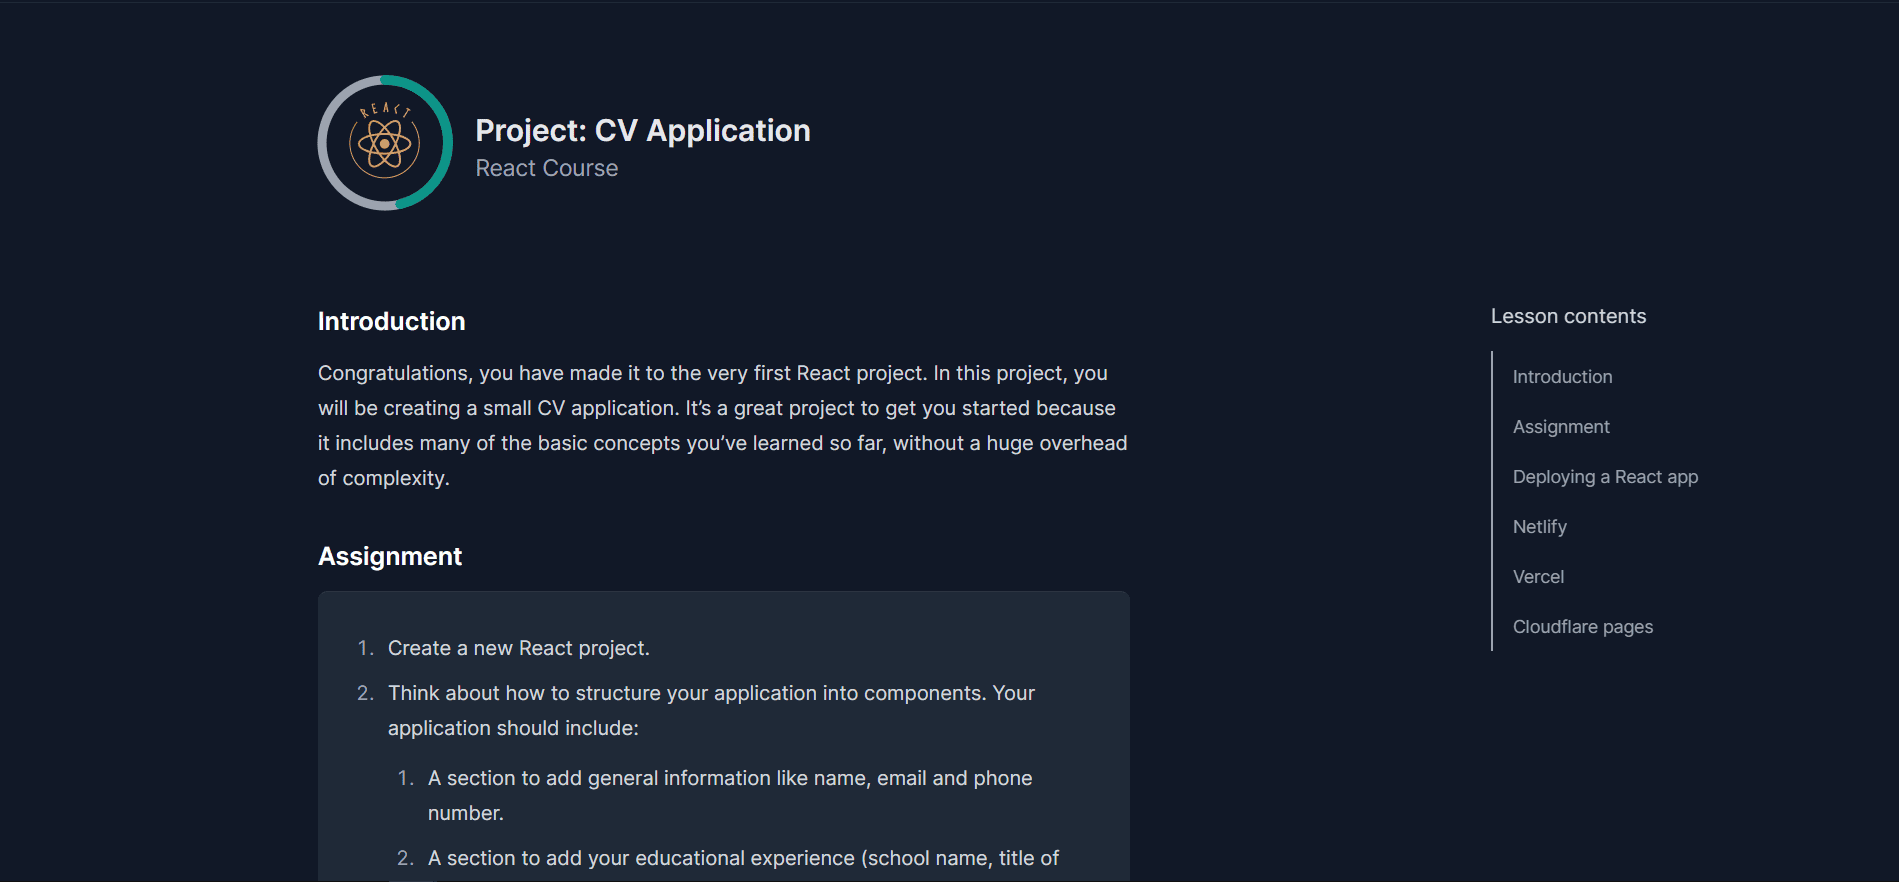 REACT
Project: CV Application
React Course
Introduction
Congratulations, you have made it to the very first React project. In this project, you
will be creating a small CV application. It’s a great project to get you started because
it includes many of the basic concepts you’ve learned so far, without a huge overhead
of complexity.
Assignment
1. Create a new React project.
2. Think about how to structure your application into components. Your
application should include:
1. A section to add general information like name, email and phone
number.
2. A section to add your educational experience (school name, title of
Lesson contents
Introduction
Assignment
Deploying a React app
Netlify
Vercel
Cloudflare pages